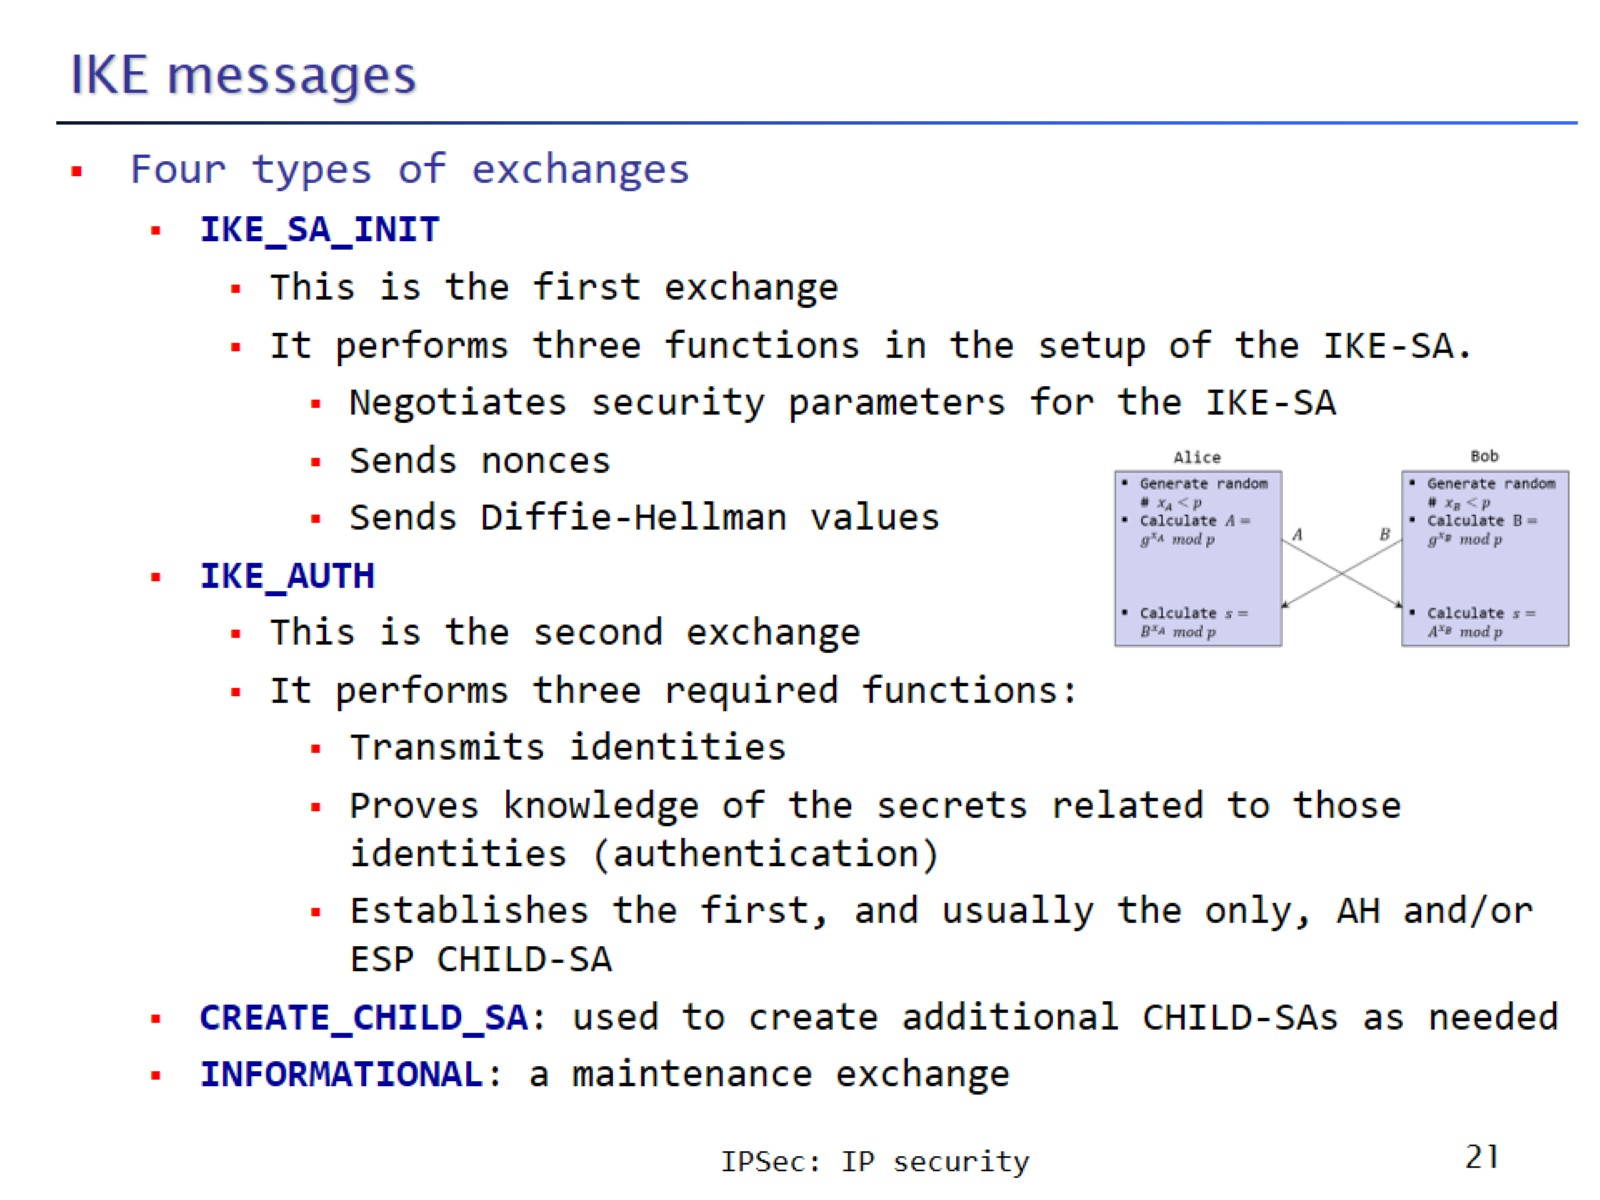 IKE messages
Four types of exchanges
IKE_SA_INIT
This is the first exchange
It performs three functions in the setup of the IKE-SA.
Negotiates security parameters for the IKE-SA
Sends nonces
Sends Diffie-Hellman values
Alice
Generate random
# x_A < p
Calculate A =
g^{x_A} mod p
Calculate s =
B^{x_A} mod p
A
B
Bob
Generate random
# x_B < p
Calculate B =
g^{x_B} mod p
Calculate s =
A^{x_B} mod p
IKE_AUTH
This is the second exchange
It performs three required functions:
Transmits identities
Proves knowledge of the secrets related to those
identities (authentication)
Establishes the first, and usually the only, AH and/or
ESP CHILD-SA
CREATE_CHILD_SA: used to create additional CHILD-SAs as needed
INFORMATIONAL: a maintenance exchange
IPSec: IP security
21